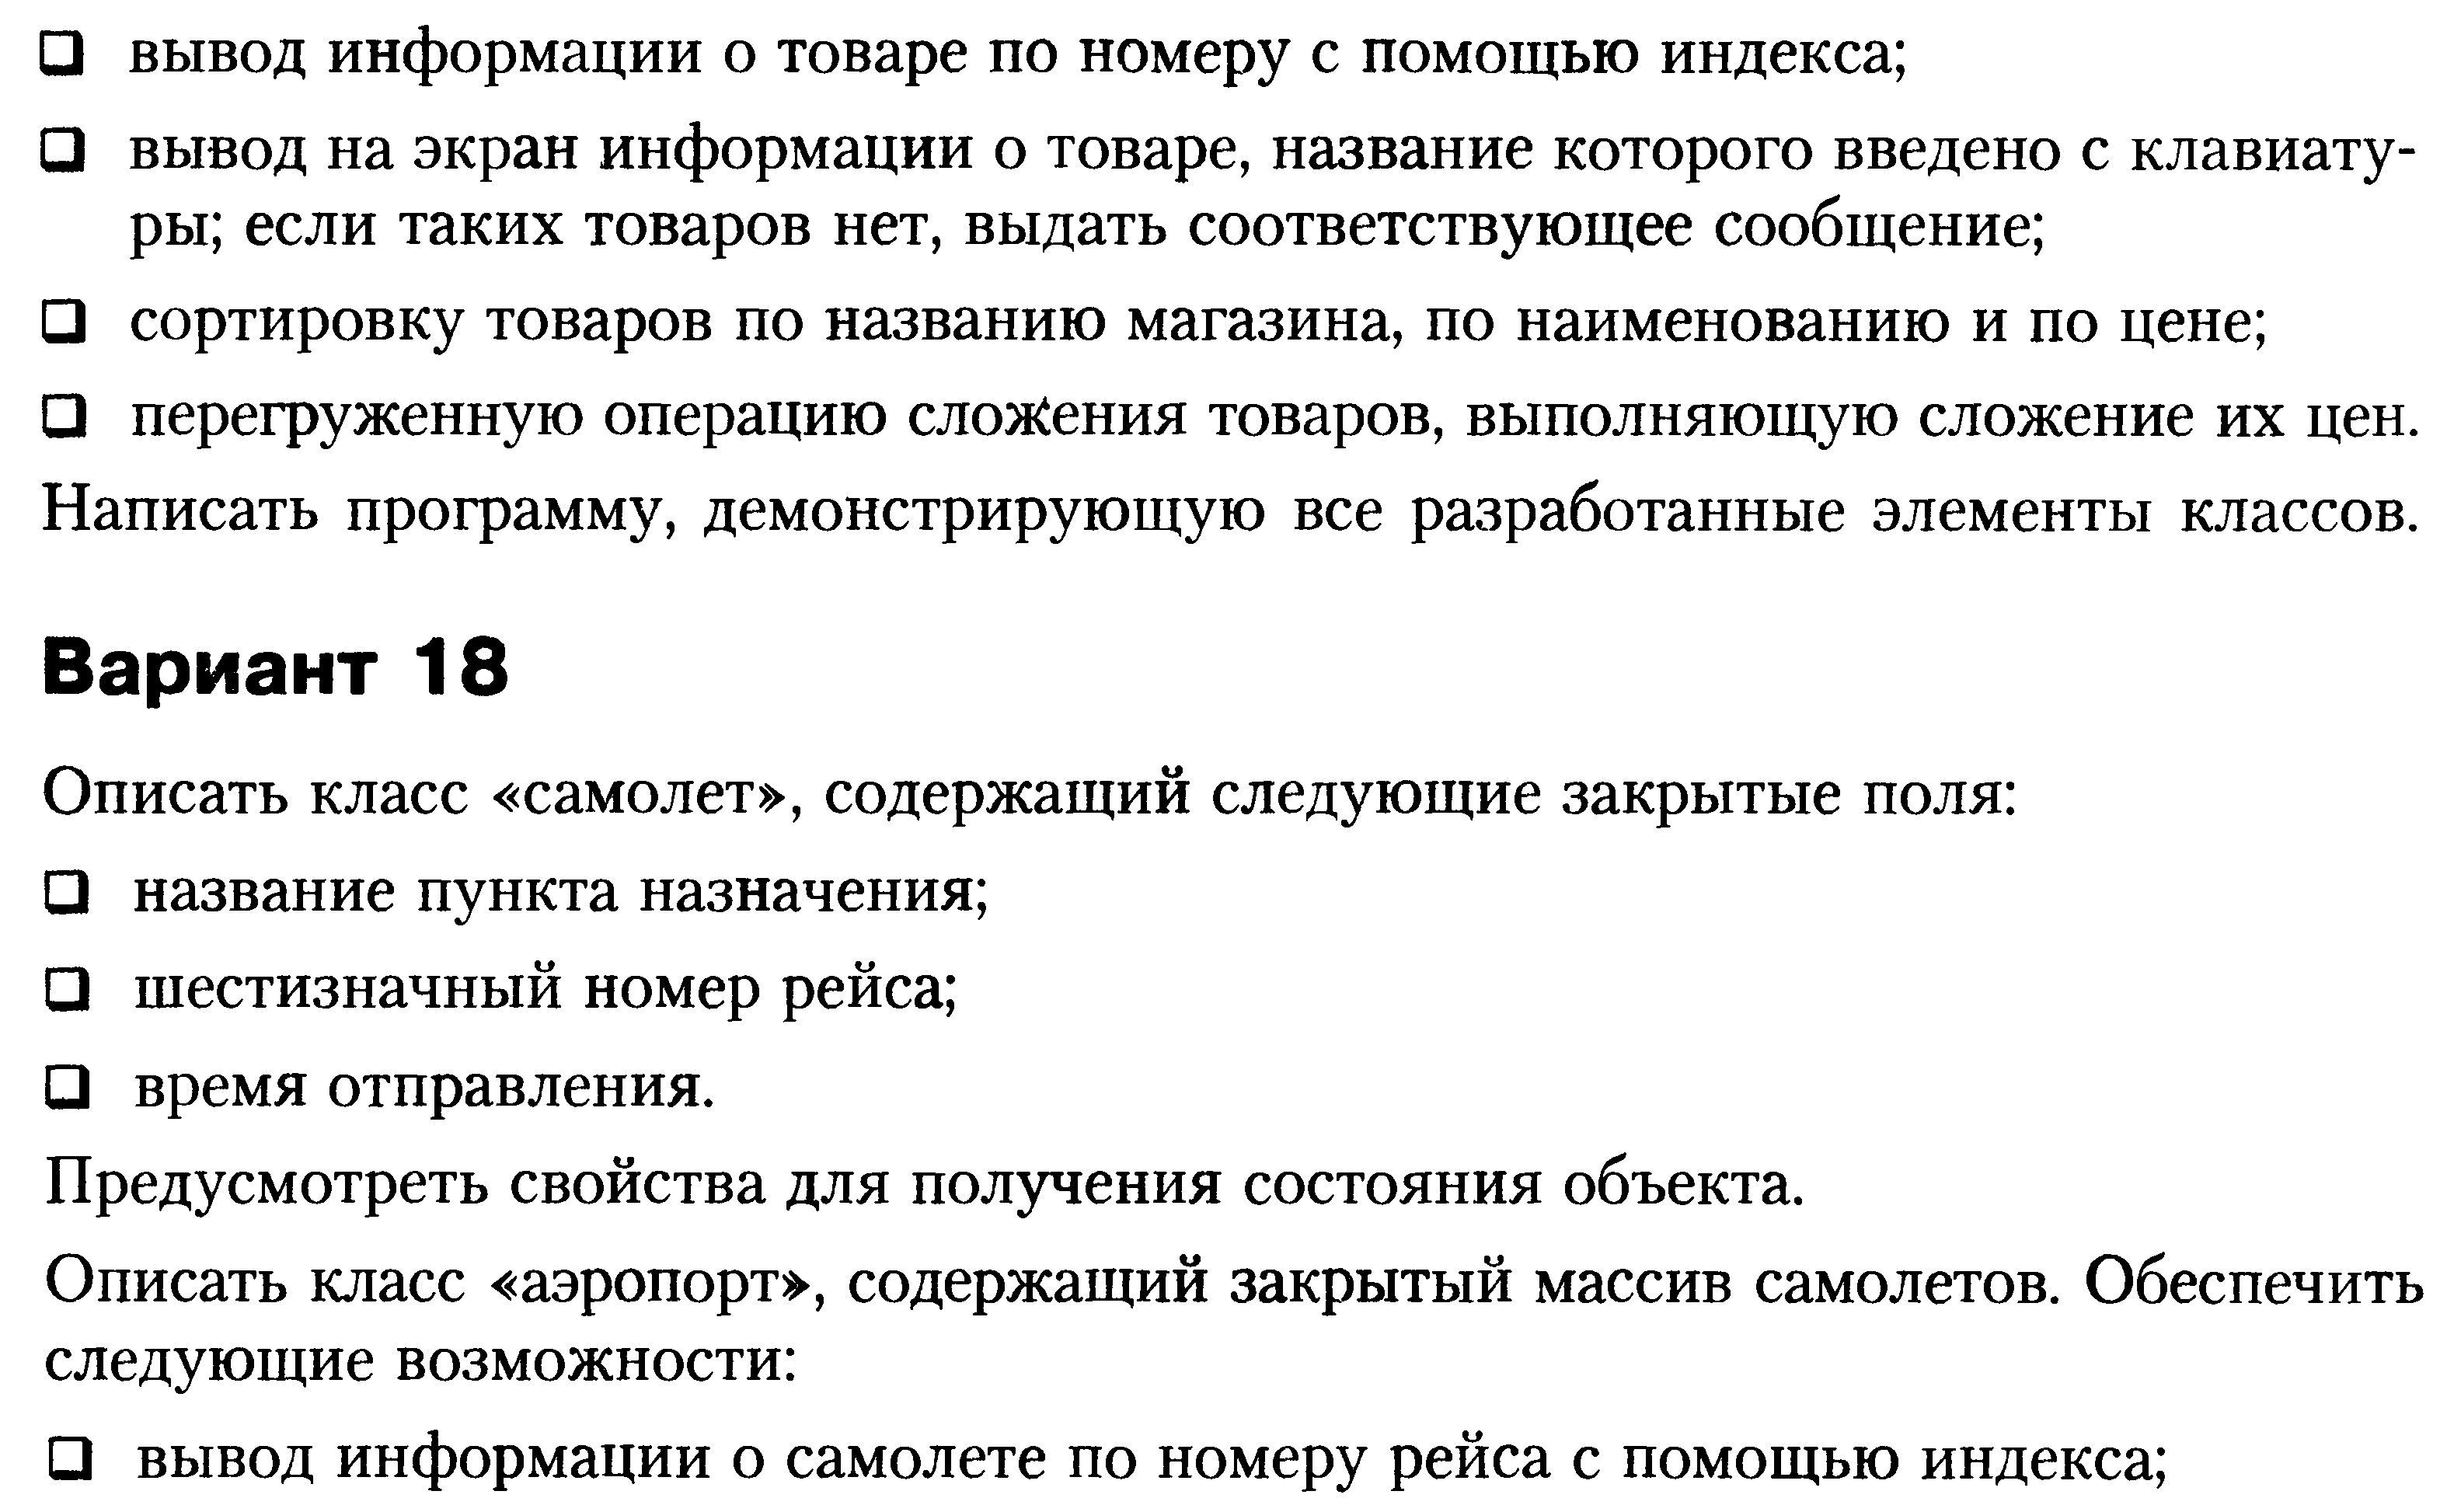 ❑ вывод информации о товаре по номеру с помощью индекса;
❑ вывод на экран информации о товаре, название которого введено с клавиату-
ры; если таких товаров нет, выдать соответствующее сообщение;
❑ сортировку товаров по названию магазина, по наименованию и по цене;
❑ перегруженную операцию сложения товаров, выполняющую сложение их цен.
Написать программу, демонстрирующую все разработанные элементы классов.
Вариант 18
Описать класс «самолет», содержащий следующие закрытые поля:
❑ название пункта назначения;
❑ шестизначный номер рейса;
❑ время отправления.
Предусмотреть свойства для получения состояния объекта.
Описать класс «аэропорт», содержащий закрытый массив самолетов. Обеспечить
следующие возможности:
❑ вывод информации о самолете по номеру рейса с помощью индекса;